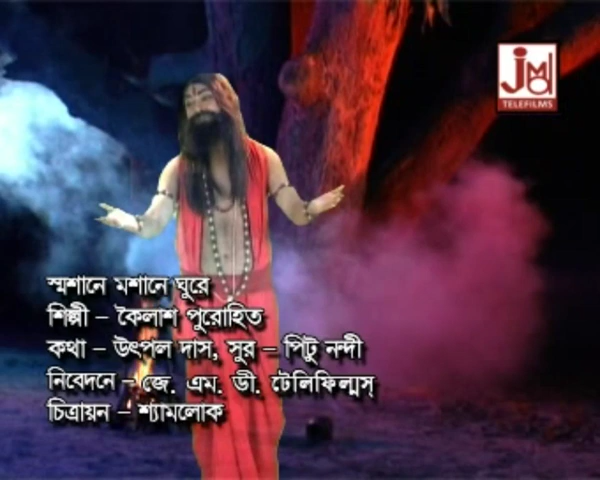 JMD
TELEFILMS
স্মশানে মশানে ঘুরে
শিল্পী – কৈলাশ পুরোহিত
কথা – উৎপল দাস, সুর – পিটু নন্দী
নিবেদনে – জে. এম. ডী. টেলিফিল্মস্
চিত্রায়ন – শ্যামলোক